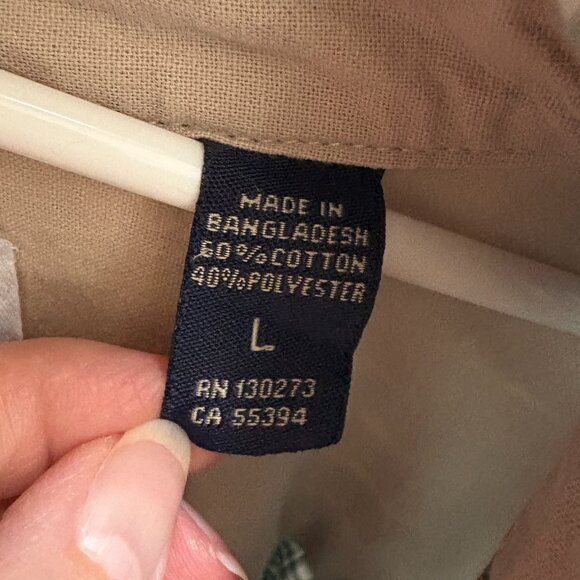 MADE IN
BANGLADESH
60%COTTON
40%POLYESTER
L
RN 130273
CA 55394